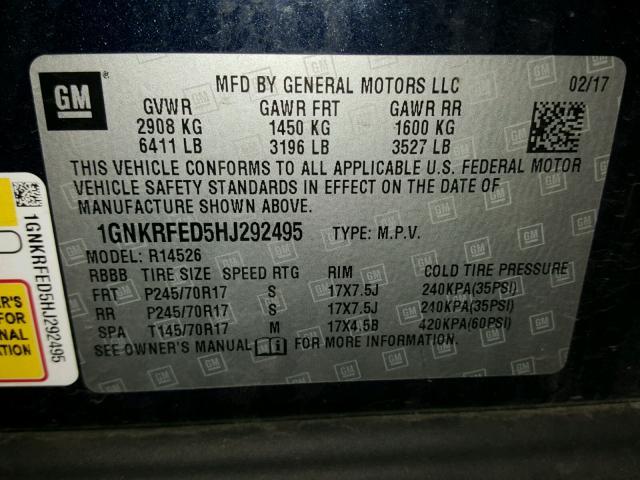 GM
MFD BY GENERAL MOTORS LLC 02/17
GVWR GAWR FRT GAWR RR
2908 KG 1450 KG 1600 KG
6411 LB 3196 LB 3527 LB
THIS VEHICLE CONFORMS TO ALL APPLICABLE U.S. FEDERAL MOTOR
VEHICLE SAFETY STANDARDS IN EFFECT ON THE DATE OF
MANUFACTURE SHOWN ABOVE.
1GNKRFED5HJ292495 TYPE: M.P.V.
MODEL: R14526
RBBB TIRE SIZE SPEED RTG RIM COLD TIRE PRESSURE
FRT P245/70R17 S 17X7.5J 240KPA(35PSI)
RR P245/70R17 S 17X7.5J 240KPA(35PSI)
SPA T145/70R17 M 17X4.5B 420KPA(60PSI)
SEE OWNER'S MANUAL i FOR MORE INFORMATION.
1GNKRFED5HJ292495
ER'S
FOR
NAL
TION